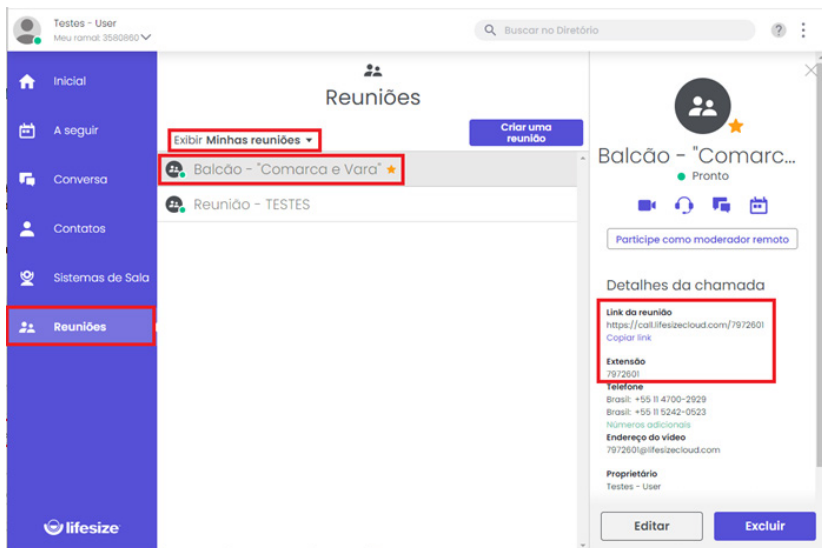 Testes - User
Meu ramal: 3580860
Buscar no Diretório
?
Inicial
A seguir
Conversa
Contatos
Sistemas de Sala
Reuniões
lifesize
Reuniões
Exibir Minhas reuniões
Criar uma
reunião
Balcão - "Comarca e Vara"
Reunião - TESTES
Balcão - "Comarc...
Pronto
Participe como moderador remoto
Detalhes da chamada
Link da reunião
https://call.lifesizecloud.com/7972601
Copiar link
Extensão
7972601
Telefone
Brasil: +55 11 4700-2929
Brasil: +55 11 5242-0523
Números adicionais
Endereço do vídeo
7972601@lifesizecloud.com
Proprietário
Testes - User
Editar
Excluir